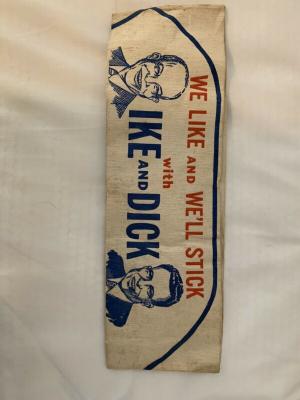 WE LIKE AND WE'LL STICK
with
IKE AND DICK